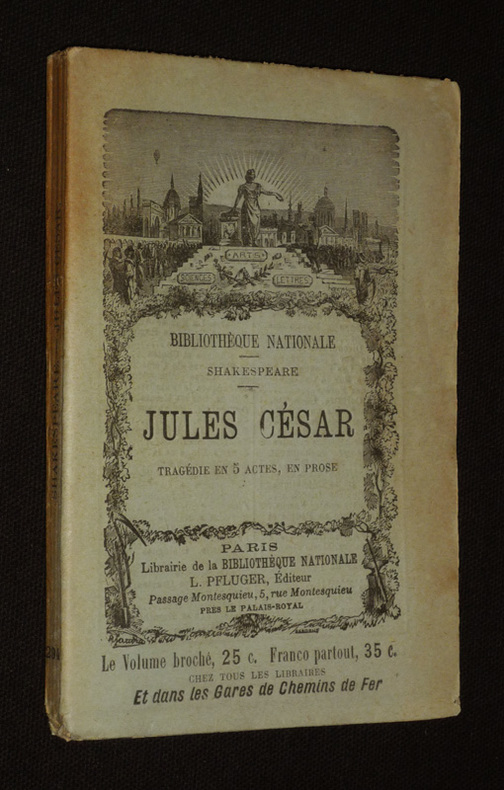 ARTS
SCIENCES
LETTRES
BIBLIOTHÈQUE NATIONALE
SHAKESPEARE
JULES CÉSAR
TRAGÉDIE EN 5 ACTES, EN PROSE
PARIS
Librairie de la BIBLIOTHÈQUE NATIONALE
L. PFLUGER, Éditeur
Passage Montesquieu, 5, rue Montesquieu
PRES LE PALAIS-ROYAL
Le Volume broché, 25 c. Franco partout, 35 c.
CHEZ TOUS LES LIBRAIRES
Et dans les Gares de Chemins de Fer
SHAKESPEARE